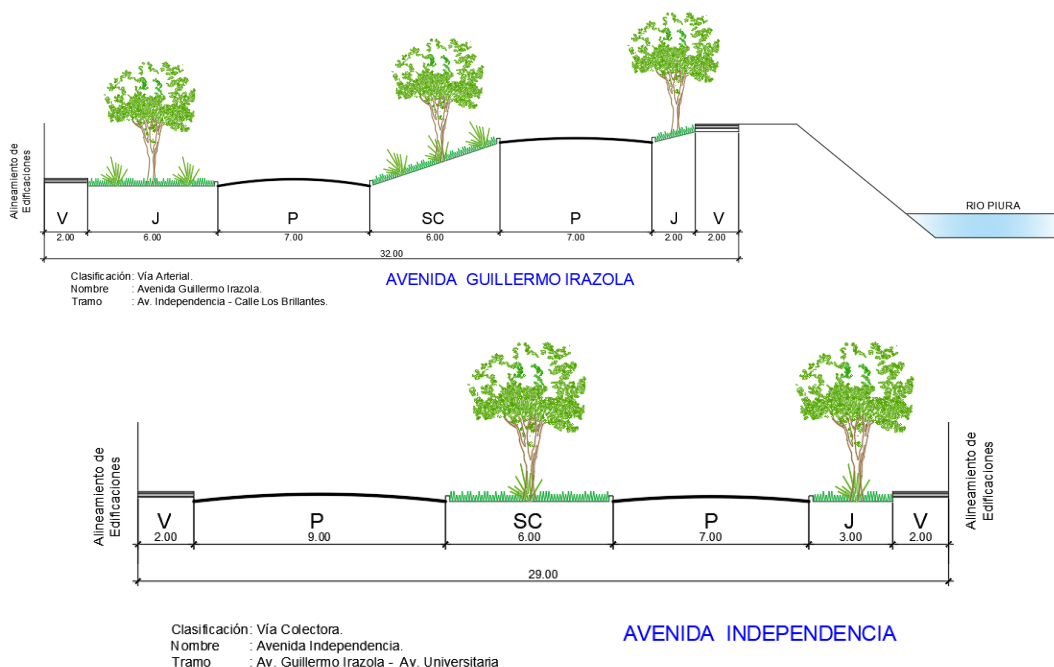 Alineamiento de
Edificaciones
V J P SC P J V
2.00 6.00 7.00 6.00 7.00 2.00 2.00
32.00
RIO PIURA
AVENIDA GUILLERMO IRAZOLA
Clasificación: Vía Arterial.
Nombre : Avenida Guillermo Irazola.
Tramo : Av. Independencia - Calle Los Brillantes.
Alineamiento de
Edificaciones
V P SC P J V
2.00 9.00 6.00 7.00 3.00 2.00
Alineamiento de
Edificaciones
29.00
AVENIDA INDEPENDENCIA
Clasificación: Vía Colectora.
Nombre : Avenida Independencia.
Tramo : Av. Guillermo Irazola - Av. Universitaria